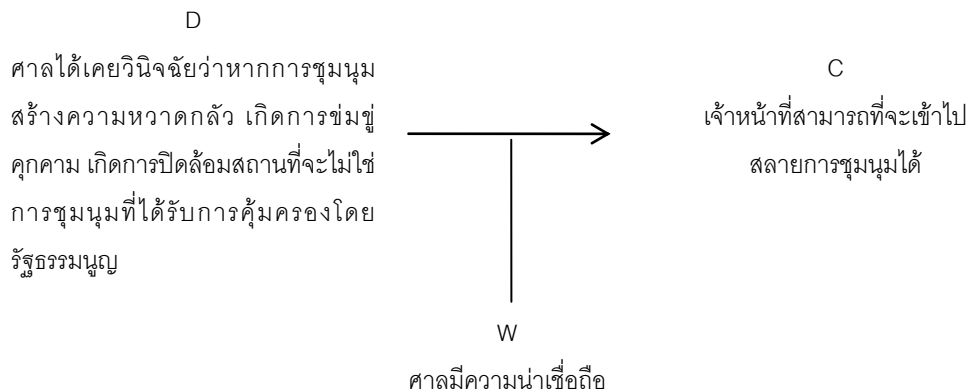 D
ศาลได้เคยวินิจฉัยว่าหากการชุมนุม
สร้างความหวาดกลัว เกิดการข่มขู่
คุกคาม เกิดการปิดล้อมสถานที่จะไม่ใช่
การชุมนุมที่ได้รับการคุ้มครองโดย
รัฐธรรมนูญ
C
เจ้าหน้าที่สามารถที่จะเข้าไป
สลายการชุมนุมได้
W
ศาลมีความน่าเชื่อถือ